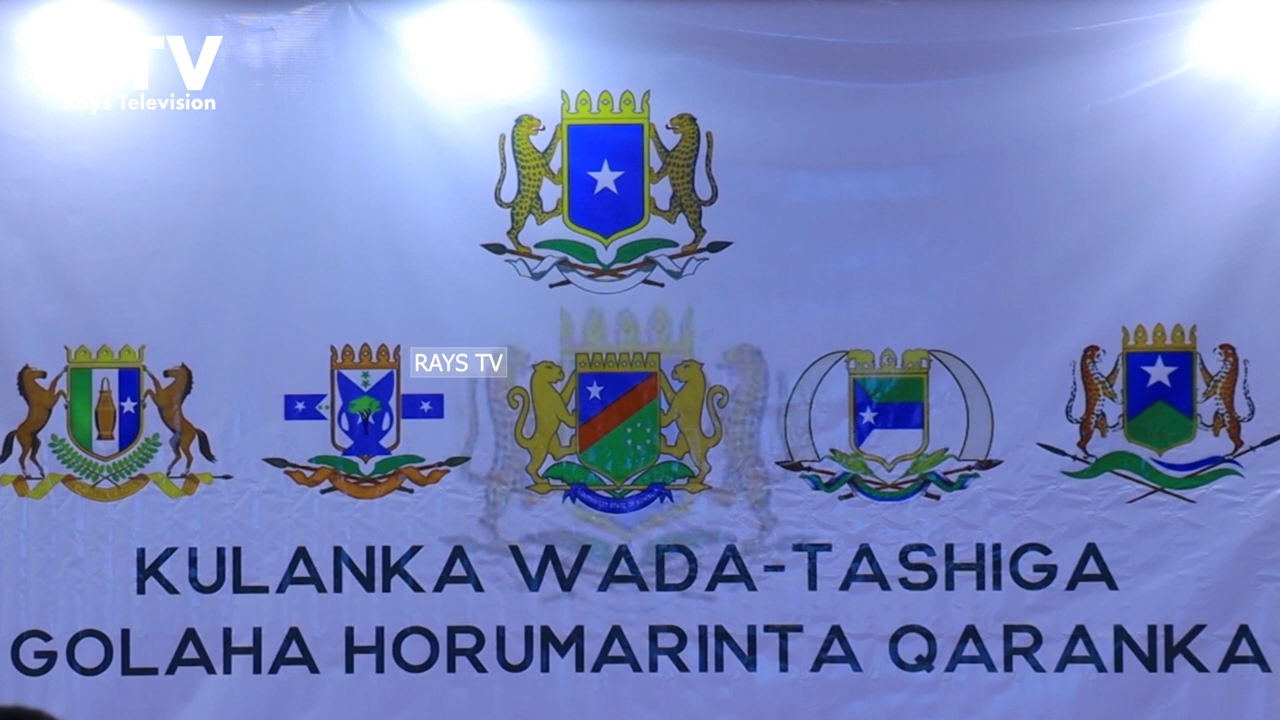 TV
Rays Television
RAYS TV
KULANKA WADA-TASHIGA
GOLAHA HORUMARINTA QARANKA